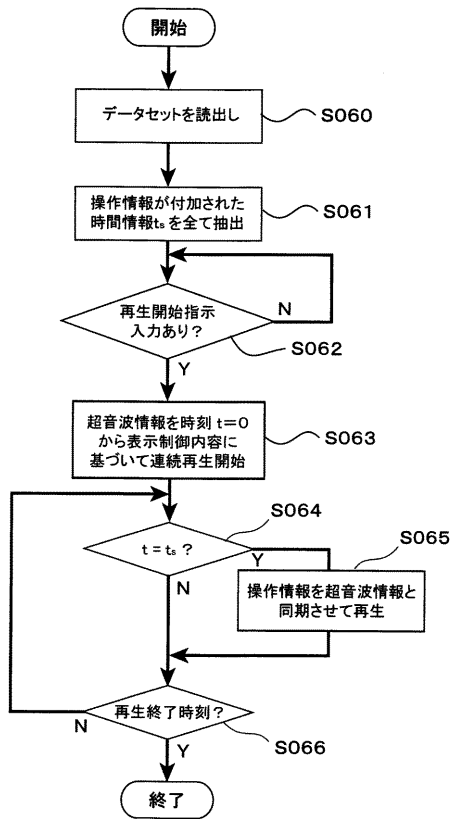 開始
データセットを読出し
S060
操作情報が付加された
時間情報tsを全て抽出
S061
再生開始指示
入力あり?
N
S062
Y
超音波情報を時刻 t=0
から表示制御内容に
基づいて連続再生開始
S063
S064
t=ts ?
Y
S065
N
操作情報を超音波情報と
同期させて再生
再生終了時刻?
N
S066
Y
終了